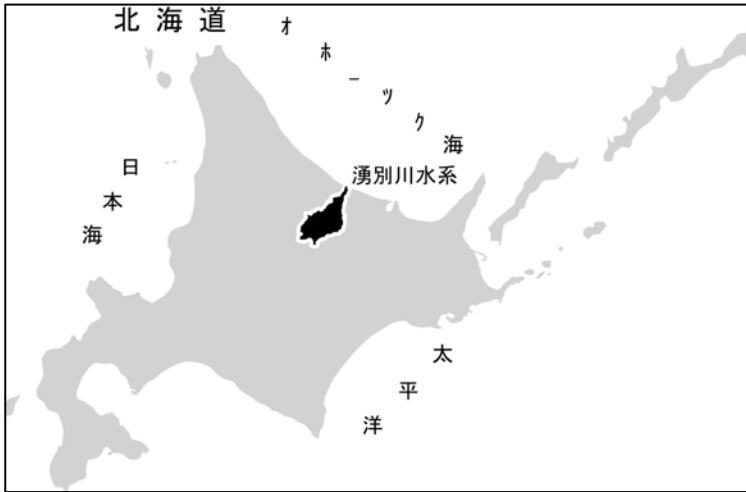 北海道
オホーツク海
日本海
湧別川水系
太平洋